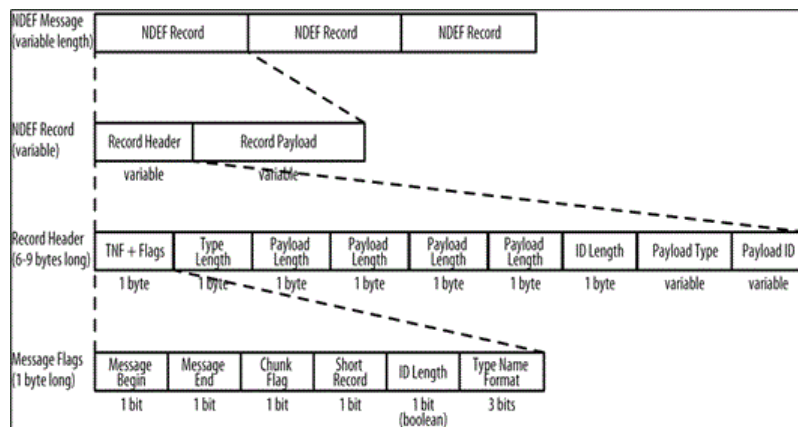 NDEF Message
(variable length)
NDEF Record
NDEF Record
NDEF Record
NDEF Record
(variable)
Record Header
Record Payload
variable
variable
Record Header
(6-9 bytes long)
TNF + Flags
Type
Length
Payload
Length
Payload
Length
Payload
Length
Payload
Length
ID Length
Payload Type
Payload ID
1 byte
1 byte
1 byte
1 byte
1 byte
1 byte
1 byte
variable
variable
Message Flags
(1 byte long)
Message
Begin
Message
End
Chunk
Flag
Short
Record
ID Length
Type Name
Format
1 bit
1 bit
1 bit
1 bit
1 bit
(boolean)
3 bits